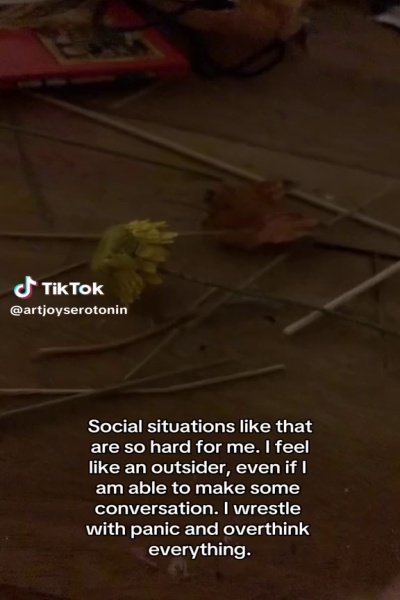 TikTok
@artjoyserotonin
Social situations like that
are so hard for me. I feel
like an outsider, even if I
am able to make some
conversation. I wrestle
with panic and overthink
everything.